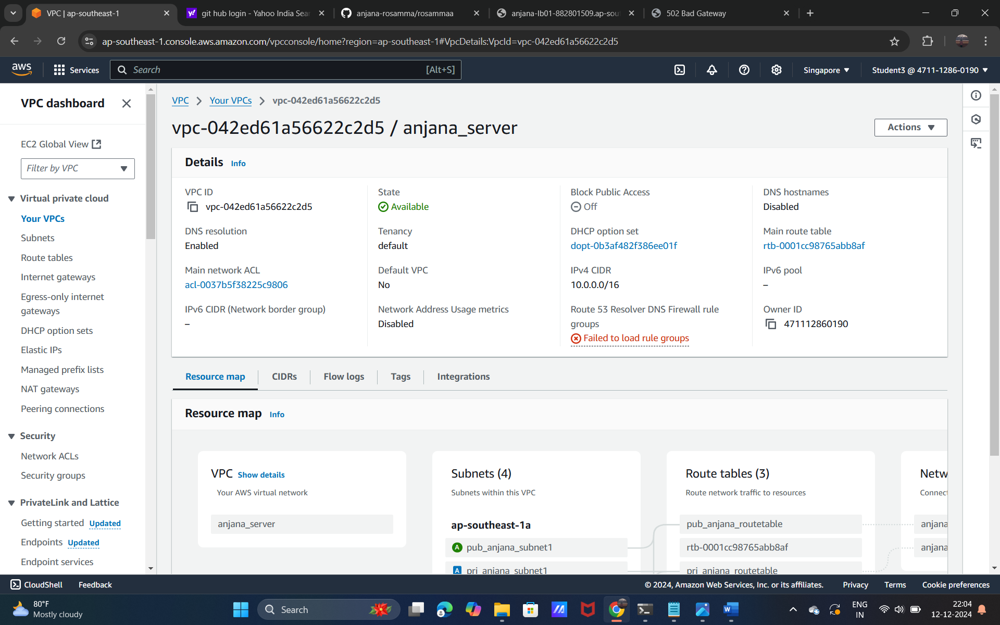 VPC | ap-southeast-1
git hub login - Yahoo India Sear
anjana-rosamma/rosammaa
anjana-lb01-882801509.ap-sout
502 Bad Gateway
ap-southeast-1.console.aws.amazon.com/vpcconsole/home?region=ap-southeast-1#VpcDetails:VpcId=vpc-042ed61a56622c2d5
aws
Services
Search
[Alt+S]
Singapore
Student3 @ 4711-1286-0190
VPC dashboard
EC2 Global View
Filter by VPC
Virtual private cloud
Your VPCs
Subnets
Route tables
Internet gateways
Egress-only internet
gateways
DHCP option sets
Elastic IPs
Managed prefix lists
NAT gateways
Peering connections
Security
Network ACLs
Security groups
PrivateLink and Lattice
Getting started Updated
Endpoints Updated
Endpoint services
VPC > Your VPCs > vpc-042ed61a56622c2d5
vpc-042ed61a56622c2d5 / anjana_server
Actions
Details Info
VPC ID
vpc-042ed61a56622c2d5
State
Available
Block Public Access
Off
DNS hostnames
Disabled
DNS resolution
Enabled
Tenancy
default
DHCP option set
dopt-0b3af482f386ee01f
Main route table
rtb-0001cc98765abb8af
Main network ACL
acl-0037b5f38225c9806
Default VPC
No
IPv4 CIDR
10.0.0.0/16
IPv6 pool
–
IPv6 CIDR (Network border group)
–
Network Address Usage metrics
Disabled
Route 53 Resolver DNS Firewall rule
groups
Failed to load rule groups
Owner ID
471112860190
Resource map
CIDRs
Flow logs
Tags
Integrations
Resource map Info
VPC Show details
Your AWS virtual network
anjana_server
Subnets (4)
Subnets within this VPC
ap-southeast-1a
A pub_anjana_subnet1
A pri_anjana_subnet1
Route tables (3)
Route network traffic to resources
pub_anjana_routetable
rtb-0001cc98765abb8af
pri_anjana_routetable
Netw
Connect
anjana
anjana
CloudShell
Feedback
© 2024, Amazon Web Services, Inc. or its affiliates.
Privacy
Terms
Cookie preferences
80°F
Mostly cloudy
Search
ENG
IN
22:04
12-12-2024